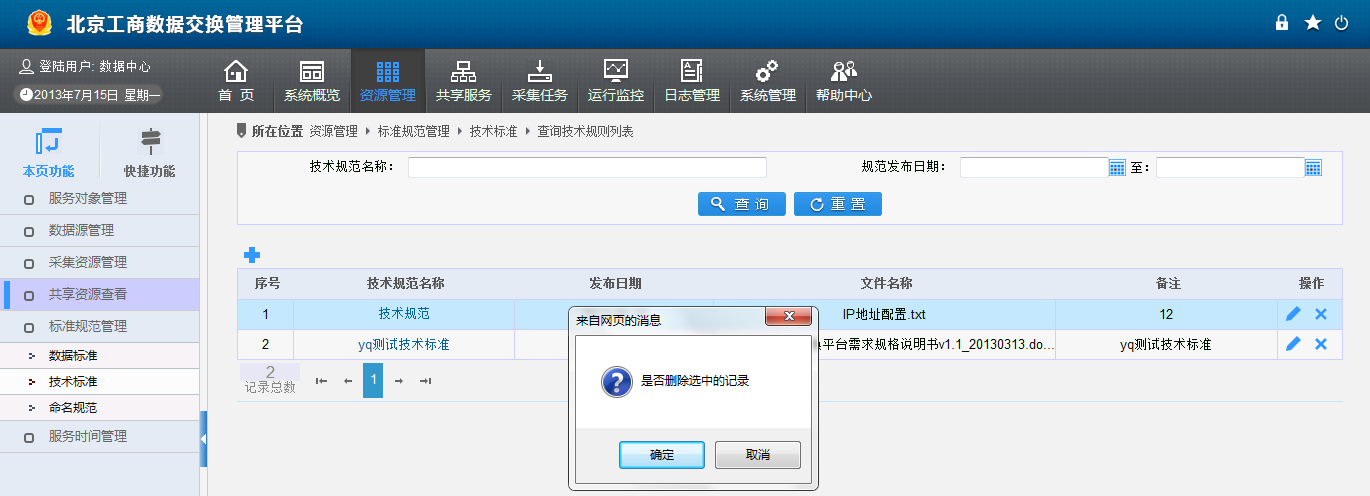 北京工商数据交换管理平台
登陆用户: 数据中心
2013年7月15日 星期一
首 页
系统概览
资源管理
共享服务
采集任务
运行监控
日志管理
系统管理
帮助中心
本页功能
快捷功能
服务对象管理
数据源管理
采集资源管理
共享资源查看
标准规范管理
数据标准
技术标准
命名规范
服务时间管理
所在位置 资源管理 标准规范管理 技术标准 查询技术规则列表
技术规范名称： 规范发布日期： 至：
查 询 重 置
序号 技术规范名称 发布日期 文件名称 备注 操作
1 技术规范 IP地址配置.txt 12
2 yq测试技术标准 平台需求规格说明书v1.1_20130313.do... yq测试技术标准
2
记录总数
1
来自网页的消息
是否删除选中的记录
确定 取消